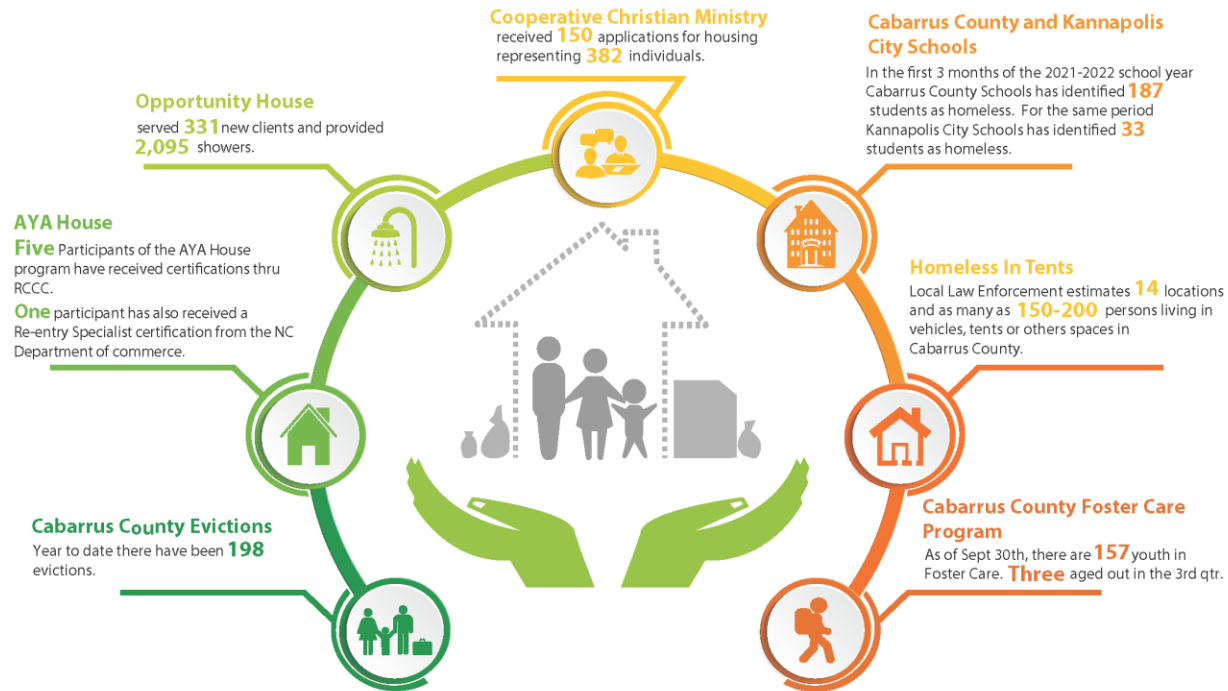 Cooperative Christian Ministry
received 150 applications for housing
representing 382 individuals.
Cabarrus County and Kannapolis
City Schools
In the first 3 months of the 2021-2022 school year
Cabarrus County Schools has identified 187
students as homeless. For the same period
Kannapolis City Schools has identified 33
students as homeless.
Opportunity House
served 331 new clients and provided
2,095 showers.
AYA House
Five Participants of the AYA House
program have received certifications thru
RCCC.
One participant has also received a
Re-entry Specialist certification from the NC
Department of commerce.
Homeless In Tents
Local Law Enforcement estimates 14 locations
and as many as 150-200 persons living in
vehicles, tents or others spaces in
Cabarrus County.
Cabarrus County Evictions
Year to date there have been 198
evictions.
Cabarrus County Foster Care
Program
As of Sept 30th, there are 157 youth in
Foster Care. Three aged out in the 3rd qtr.